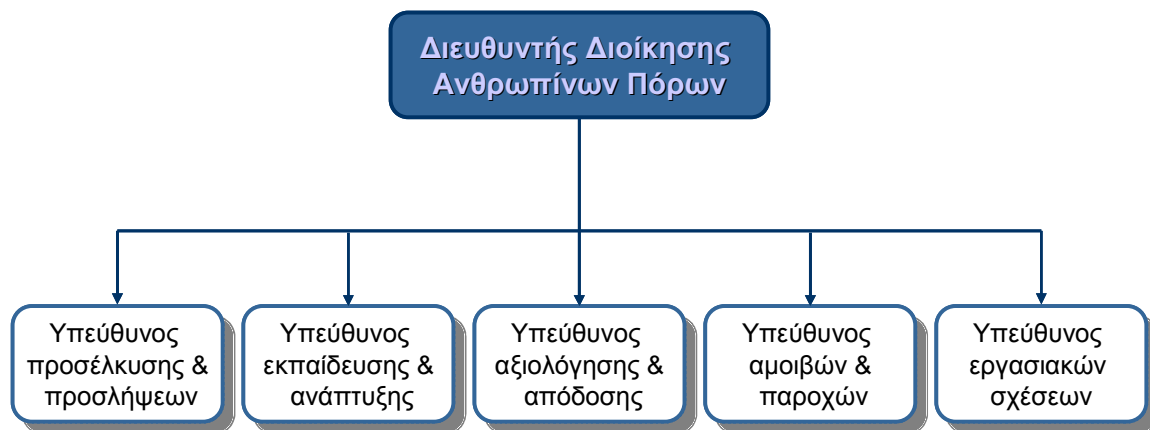 Διευθυντής Διοίκησης
Ανθρωπίνων Πόρων
Υπεύθυνος
προσέλκυσης &
προσλήψεων
Υπεύθυνος
εκπαίδευσης &
ανάπτυξης
Υπεύθυνος
αξιολόγησης &
απόδοσης
Υπεύθυνος
αμοιβών &
παροχών
Υπεύθυνος
εργασιακών
σχέσεων